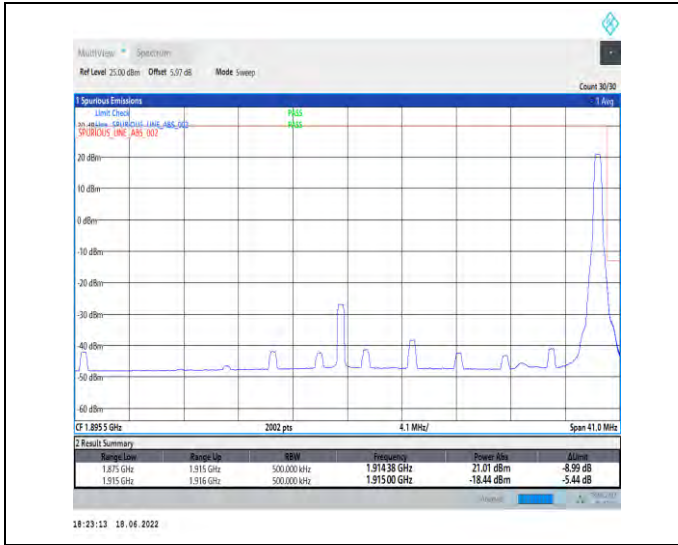 MultiView Spectrum
Ref Level 25.00 dBm Offset 5.97 dB Mode Sweep
Count 30/30
1 Spurious Emissions 1 Avg
Limit Check PASS
Line SPURIOUS_LINE_ABS_002 PASS
SPURIOUS_LINE_ABS_002
20 dBm
10 dBm
0 dBm
-10 dBm
-20 dBm
-30 dBm
-40 dBm
-50 dBm
-60 dBm
CF 1.8955 GHz 2002 pts 4.1 MHz/ Span 41.0 MHz
2 Result Summary
Range Low Range Up RBW Frequency Power Abs ΔLimit
1.875 GHz 1.915 GHz 500.000 kHz 1.91438 GHz 21.01 dBm -8.99 dB
1.915 GHz 1.916 GHz 500.000 kHz 1.91500 GHz -18.44 dBm -5.44 dB
18:23:13 18.06.2022